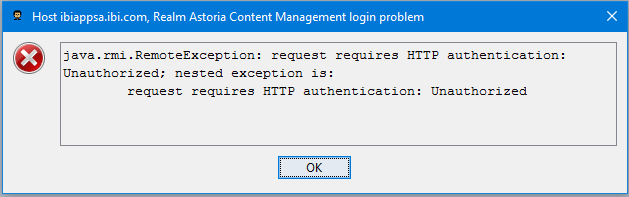 Host ibiappsa.ibi.com, Realm Astoria Content Management login problem
java.rmi.RemoteException: request requires HTTP authentication:
Unauthorized; nested exception is:
request requires HTTP authentication: Unauthorized
OK